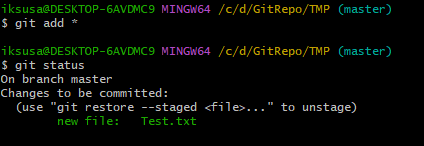 iksusa@DESKTOP-6AVDMC9 MINGW64 /c/d/GitRepo/TMP (master)
$ git add *
iksusa@DESKTOP-6AVDMC9 MINGW64 /c/d/GitRepo/TMP (master)
$ git status
On branch master
Changes to be committed:
  (use "git restore --staged <file>..." to unstage)
        new file:   Test.txt